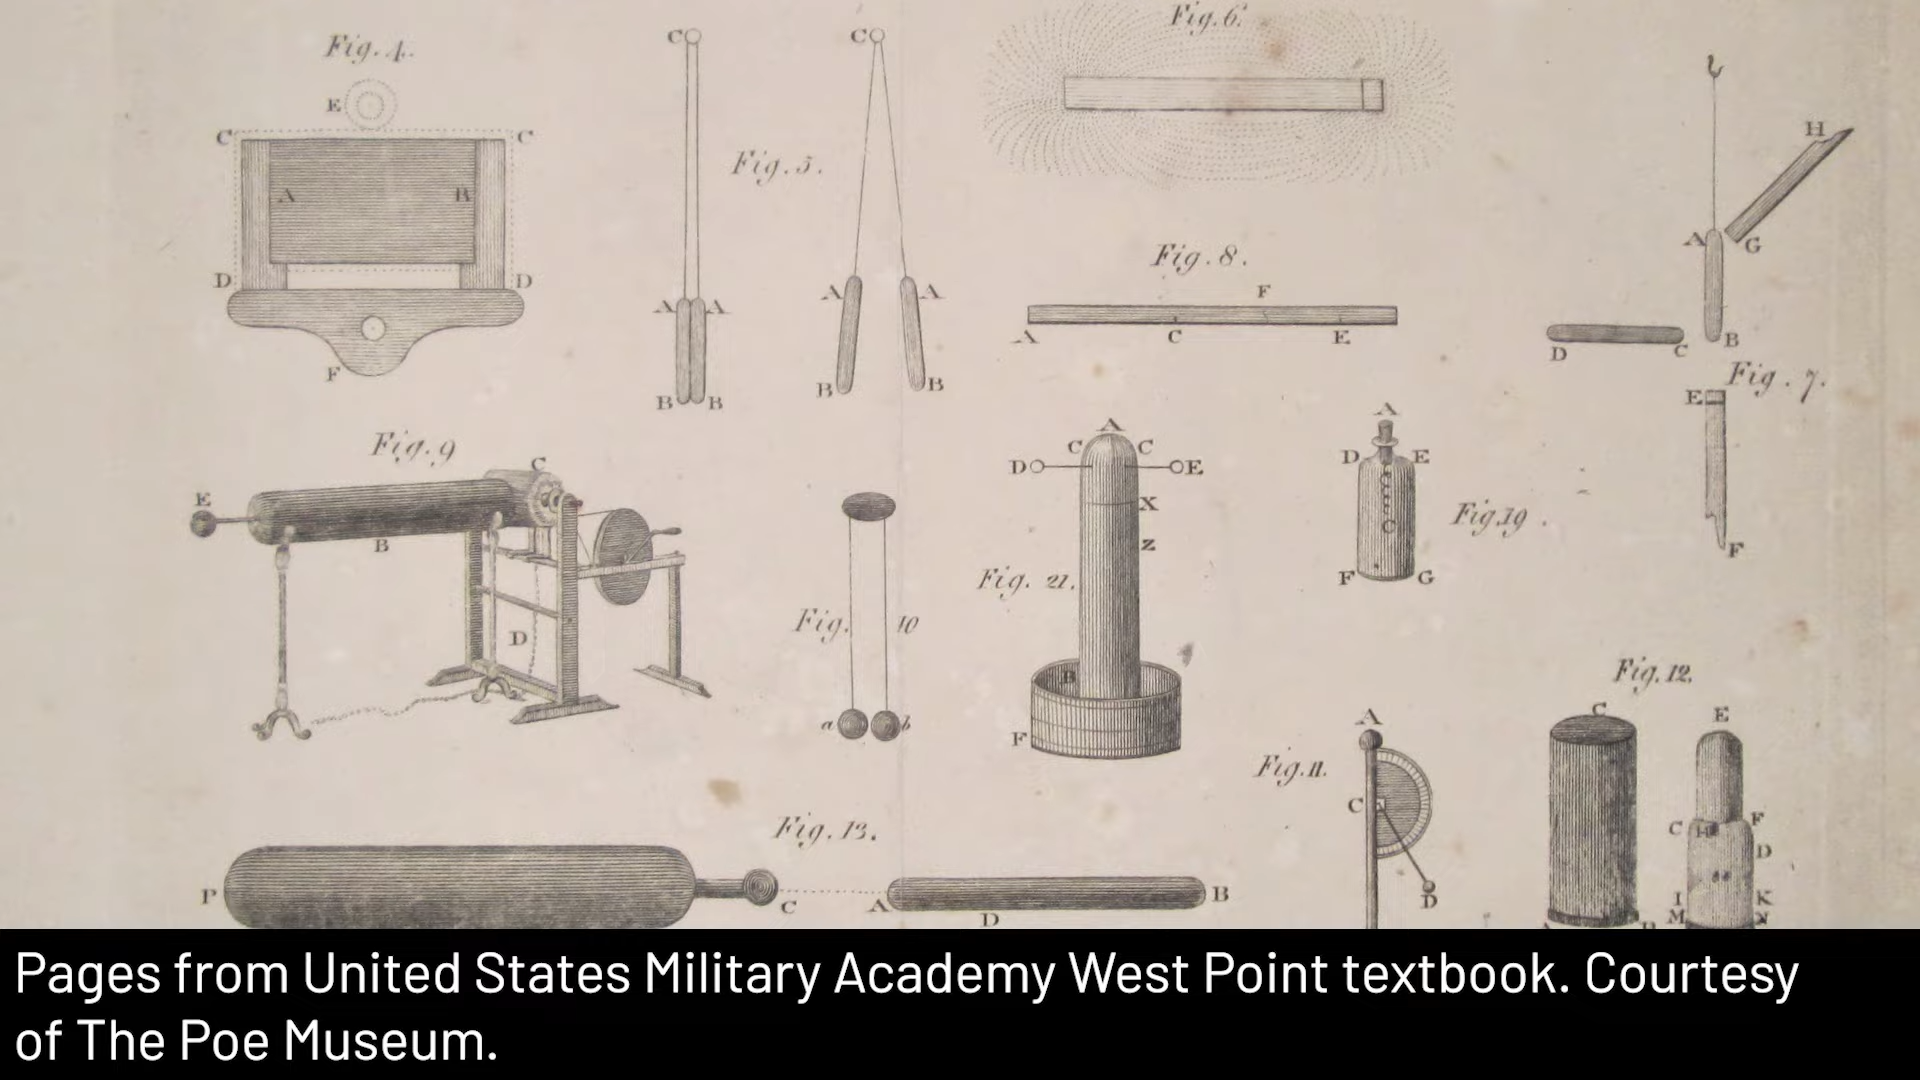 Fig. 4.
E
C C
A B
D D
F
C C
Fig. 5.
A A A A
B B B B
Fig. 6.
H
A G
D C B
Fig. 7.
E
F
Fig. 8.
F
A C E
Fig. 9
E C
B
D
Fig. 10
a b
A
C C
D E
X
Z
Fig. 21.
B
F
A
D E
C
Fig. 19.
F G
Fig. 11.
A
C
D
Fig. 12.
C E
C H F
D
I K
M N
Fig. 13.
P C A D B
Pages from United States Military Academy West Point textbook. Courtesy
of The Poe Museum.